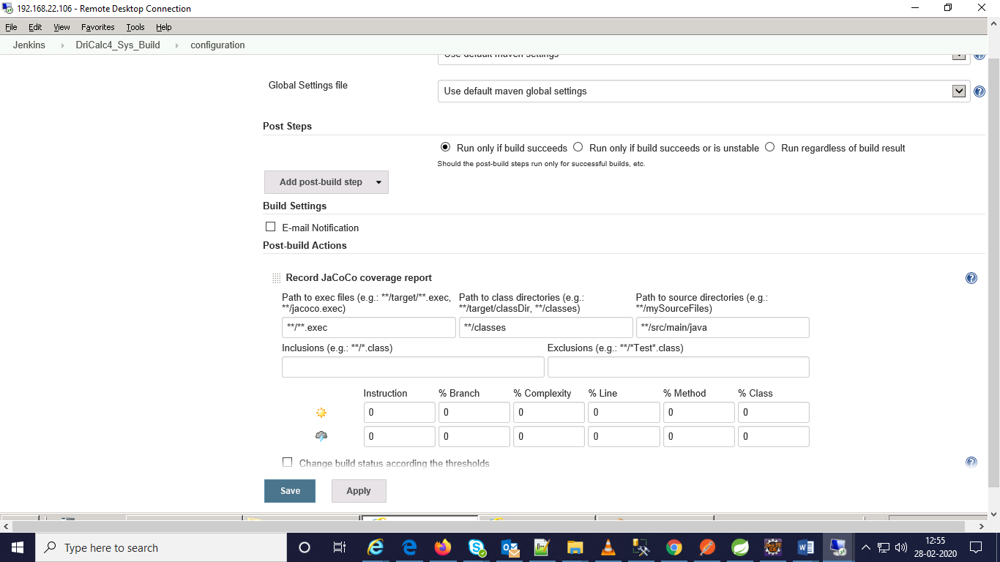 192.168.22.106 - Remote Desktop Connection
File Edit View Favorites Tools Help
Jenkins DriCalc4_Sys_Build configuration
Use default maven settings
Global Settings file
Use default maven global settings
Post Steps
Run only if build succeeds Run only if build succeeds or is unstable Run regardless of build result
Should the post-build steps run only for successful builds, etc.
Add post-build step
Build Settings
E-mail Notification
Post-build Actions
Record JaCoCo coverage report
Path to exec files (e.g.: **/target/**.exec, **/jacoco.exec)
Path to class directories (e.g.: **/target/classDir, **/classes)
Path to source directories (e.g.: **/mySourceFiles)
**/**.exec **/classes **/src/main/java
Inclusions (e.g.: **/*.class) Exclusions (e.g.: **/*Test*.class)
Instruction % Branch % Complexity % Line % Method % Class
0 0 0 0 0 0
0 0 0 0 0 0
Change build status according the thresholds
Save Apply
Type here to search
12:55
28-02-2020